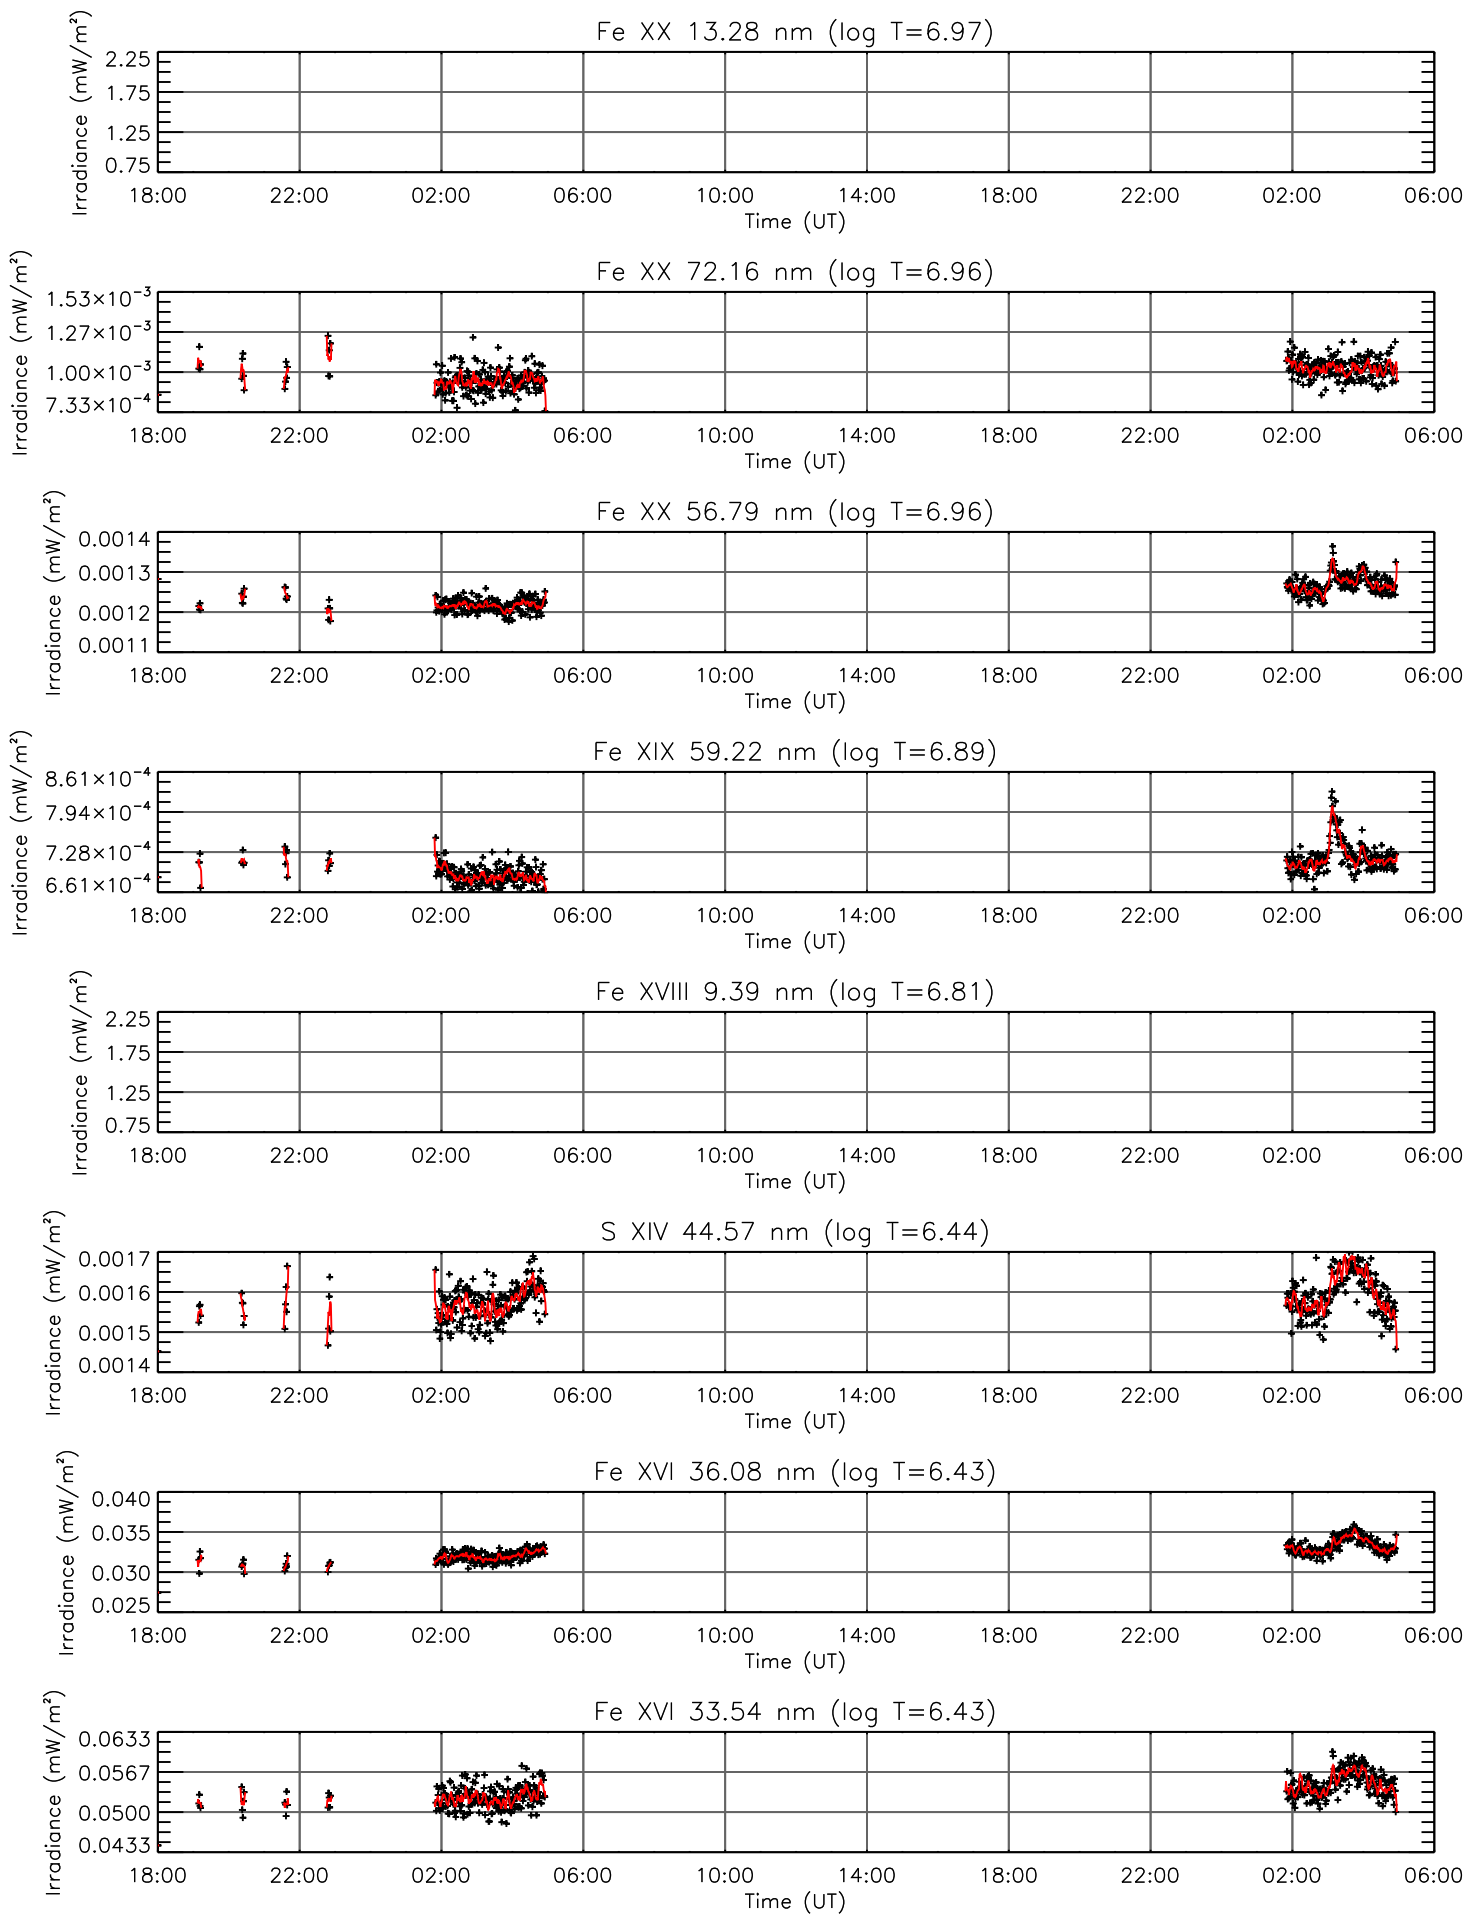 Fe XX 13.28 nm (log T=6.97)
Irradiance (mW/m²)
2.25
1.75
1.25
0.75
18:00 22:00 02:00 06:00 10:00 14:00 18:00 22:00 02:00 06:00
Time (UT)
Fe XX 72.16 nm (log T=6.96)
Irradiance (mW/m²)
1.53×10⁻³
1.27×10⁻³
1.00×10⁻³
7.33×10⁻⁴
18:00 22:00 02:00 06:00 10:00 14:00 18:00 22:00 02:00 06:00
Time (UT)
Fe XX 56.79 nm (log T=6.96)
Irradiance (mW/m²)
0.0014
0.0013
0.0012
0.0011
18:00 22:00 02:00 06:00 10:00 14:00 18:00 22:00 02:00 06:00
Time (UT)
Fe XIX 59.22 nm (log T=6.89)
Irradiance (mW/m²)
8.61×10⁻⁴
7.94×10⁻⁴
7.28×10⁻⁴
6.61×10⁻⁴
18:00 22:00 02:00 06:00 10:00 14:00 18:00 22:00 02:00 06:00
Time (UT)
Fe XVIII 9.39 nm (log T=6.81)
Irradiance (mW/m²)
2.25
1.75
1.25
0.75
18:00 22:00 02:00 06:00 10:00 14:00 18:00 22:00 02:00 06:00
Time (UT)
S XIV 44.57 nm (log T=6.44)
Irradiance (mW/m²)
0.0017
0.0016
0.0015
0.0014
18:00 22:00 02:00 06:00 10:00 14:00 18:00 22:00 02:00 06:00
Time (UT)
Fe XVI 36.08 nm (log T=6.43)
Irradiance (mW/m²)
0.040
0.035
0.030
0.025
18:00 22:00 02:00 06:00 10:00 14:00 18:00 22:00 02:00 06:00
Time (UT)
Fe XVI 33.54 nm (log T=6.43)
Irradiance (mW/m²)
0.0633
0.0567
0.0500
0.0433
18:00 22:00 02:00 06:00 10:00 14:00 18:00 22:00 02:00 06:00
Time (UT)